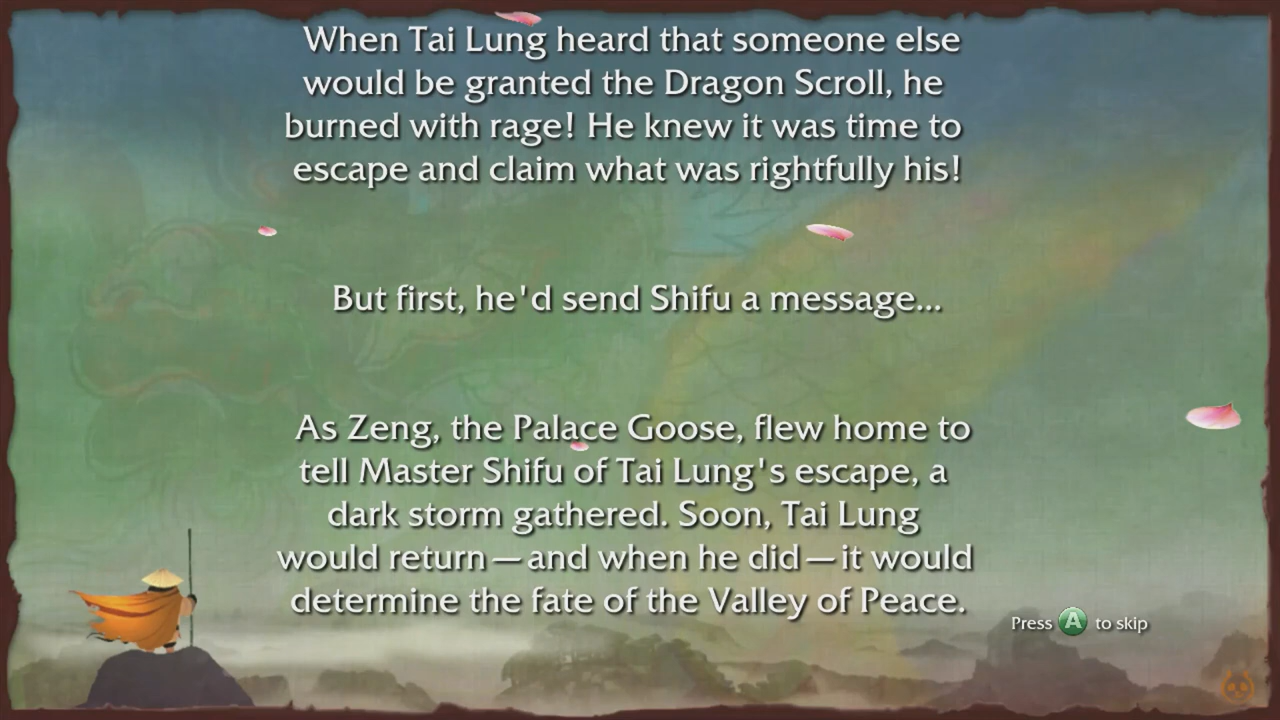 When Tai Lung heard that someone else
would be granted the Dragon Scroll, he
burned with rage! He knew it was time to
escape and claim what was rightfully his!
But first, he'd send Shifu a message...
As Zeng, the Palace Goose, flew home to
tell Master Shifu of Tai Lung's escape, a
dark storm gathered. Soon, Tai Lung
would return—and when he did—it would
determine the fate of the Valley of Peace.
Press A to skip